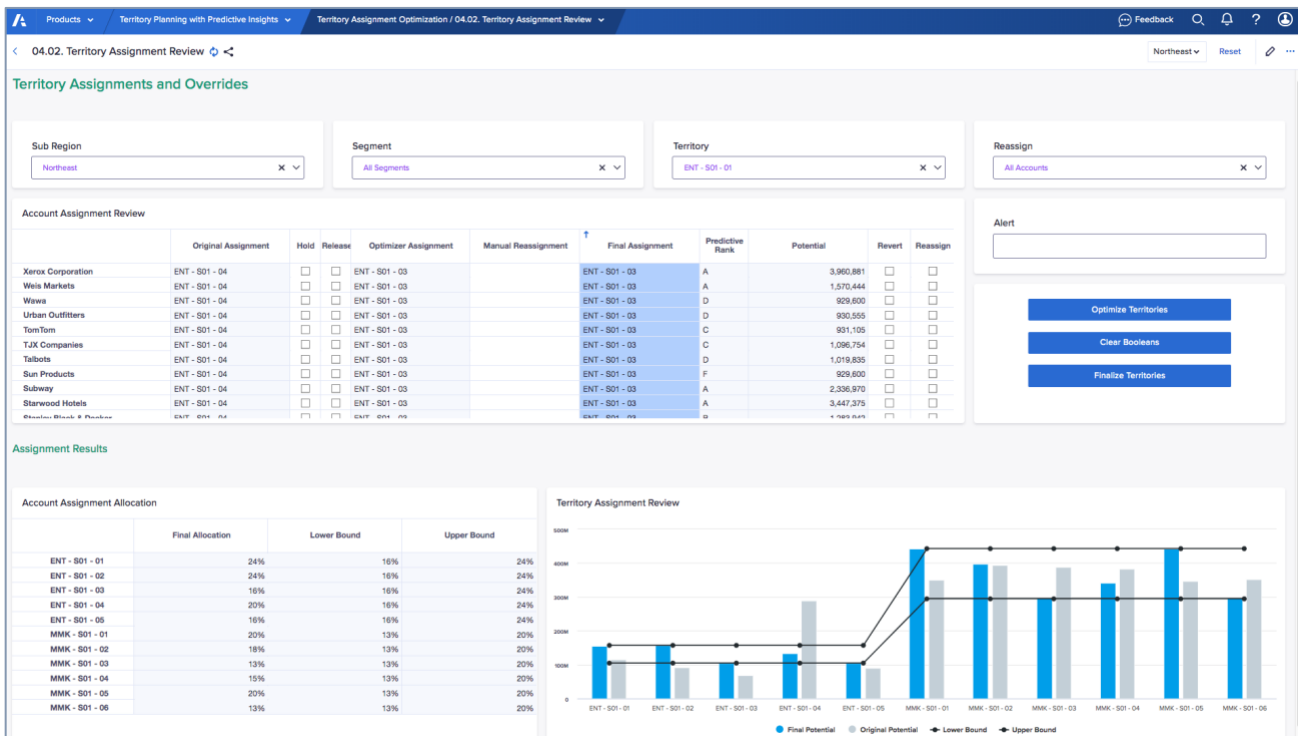 Products
Territory Planning with Predictive Insights
Territory Assignment Optimization / 04.02. Territory Assignment Review
Feedback
04.02. Territory Assignment Review
Northeast
Reset
Territory Assignments and Overrides
Sub Region
Northeast
Segment
All Segments
Territory
ENT - S01 - 01
Reassign
All Accounts
Account Assignment Review
Original Assignment Hold Release Optimizer Assignment Manual Reassignment Final Assignment Predictive Rank Potential Revert Reassign
Xerox Corporation ENT - S01 - 04 ENT - S01 - 03 ENT - S01 - 03 A 3,960,881
Weis Markets ENT - S01 - 04 ENT - S01 - 03 ENT - S01 - 03 A 1,570,444
Wawa ENT - S01 - 04 ENT - S01 - 03 ENT - S01 - 03 D 929,600
Urban Outfitters ENT - S01 - 04 ENT - S01 - 03 ENT - S01 - 03 D 930,555
TomTom ENT - S01 - 04 ENT - S01 - 03 ENT - S01 - 03 C 931,105
TJX Companies ENT - S01 - 04 ENT - S01 - 03 ENT - S01 - 03 C 1,096,754
Talbots ENT - S01 - 04 ENT - S01 - 03 ENT - S01 - 03 D 1,019,835
Sun Products ENT - S01 - 04 ENT - S01 - 03 ENT - S01 - 03 F 929,600
Subway ENT - S01 - 04 ENT - S01 - 03 ENT - S01 - 03 A 2,336,970
Starwood Hotels ENT - S01 - 04 ENT - S01 - 03 ENT - S01 - 03 A 3,447,375
Stanley Black & Decker ENT - S01 - 04 ENT - S01 - 03 ENT - S01 - 03
Alert
Optimize Territories
Clear Booleans
Finalize Territories
Assignment Results
Account Assignment Allocation
Final Allocation Lower Bound Upper Bound
ENT - S01 - 01 24% 16% 24%
ENT - S01 - 02 24% 16% 24%
ENT - S01 - 03 16% 16% 24%
ENT - S01 - 04 20% 16% 24%
ENT - S01 - 05 16% 16% 24%
MMK - S01 - 01 20% 13% 20%
MMK - S01 - 02 18% 13% 20%
MMK - S01 - 03 13% 13% 20%
MMK - S01 - 04 15% 13% 20%
MMK - S01 - 05 20% 13% 20%
MMK - S01 - 06 13% 13% 20%
Territory Assignment Review
500M
400M
300M
200M
100M
0
ENT - S01 - 01 ENT - S01 - 02 ENT - S01 - 03 ENT - S01 - 04 ENT - S01 - 05 MMK - S01 - 01 MMK - S01 - 02 MMK - S01 - 03 MMK - S01 - 04 MMK - S01 - 05 MMK - S01 - 06
Final Potential Original Potential Lower Bound Upper Bound